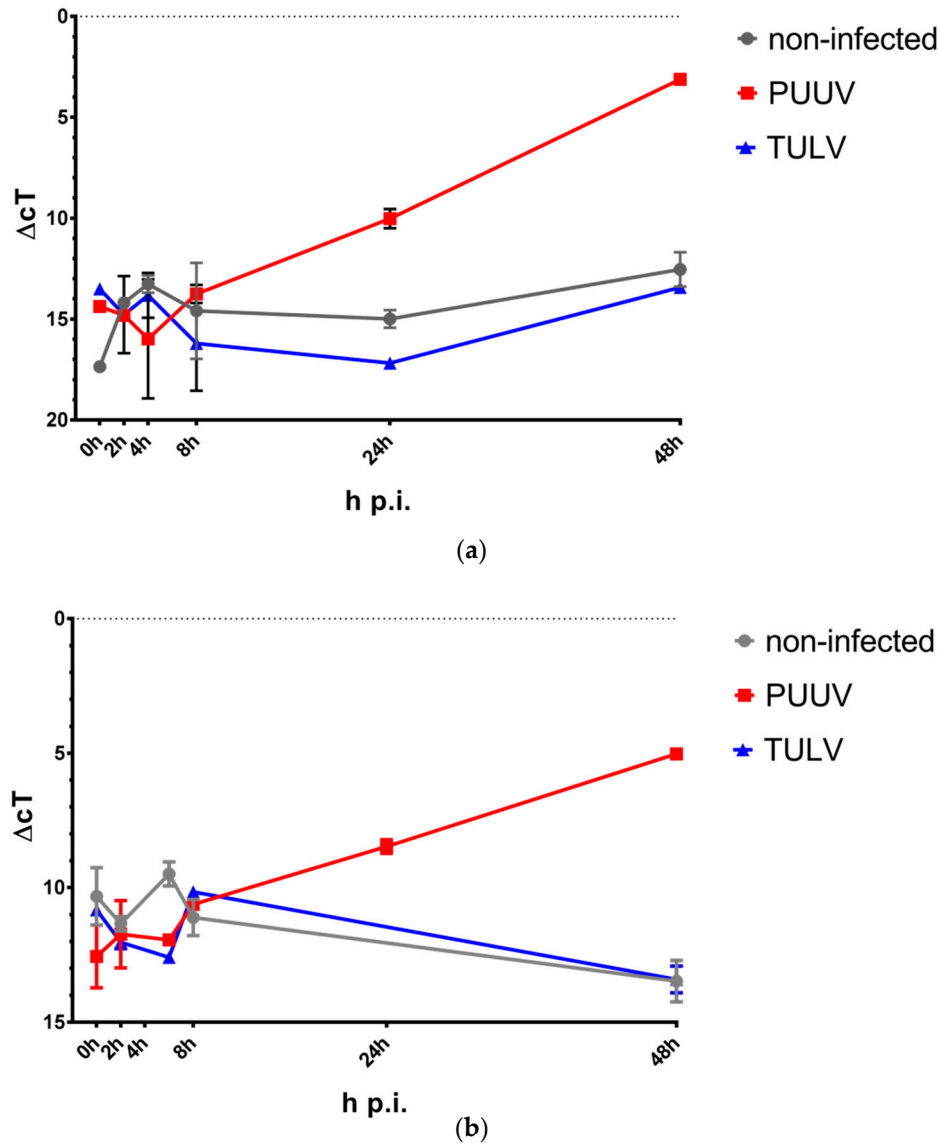 0
5
10
15
20
ΔcT
0h
2h
4h
8h
24h
48h
h p.i.
non-infected
PUUV
TULV
(a)
0
5
10
15
ΔcT
0h
2h
4h
8h
24h
48h
h p.i.
non-infected
PUUV
TULV
(b)